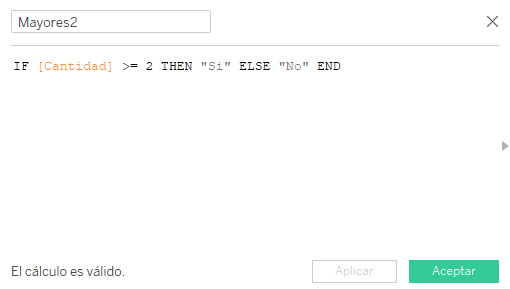 Mayores2
IF [Cantidad] >= 2 THEN "Si" ELSE "No" END
El cálculo es válido.
Aplicar
Aceptar